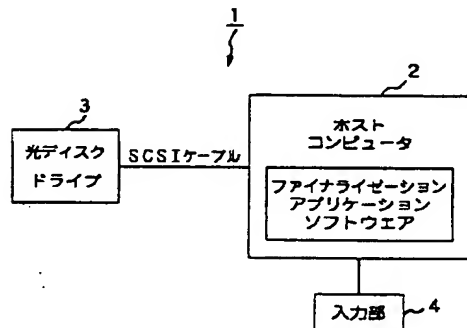 1
3
光ディスク
ドライブ
SCSIケーブル
2
ホスト
コンピュータ
ファイナライゼーション
アプリケーション
ソフトウエア
入力部
4